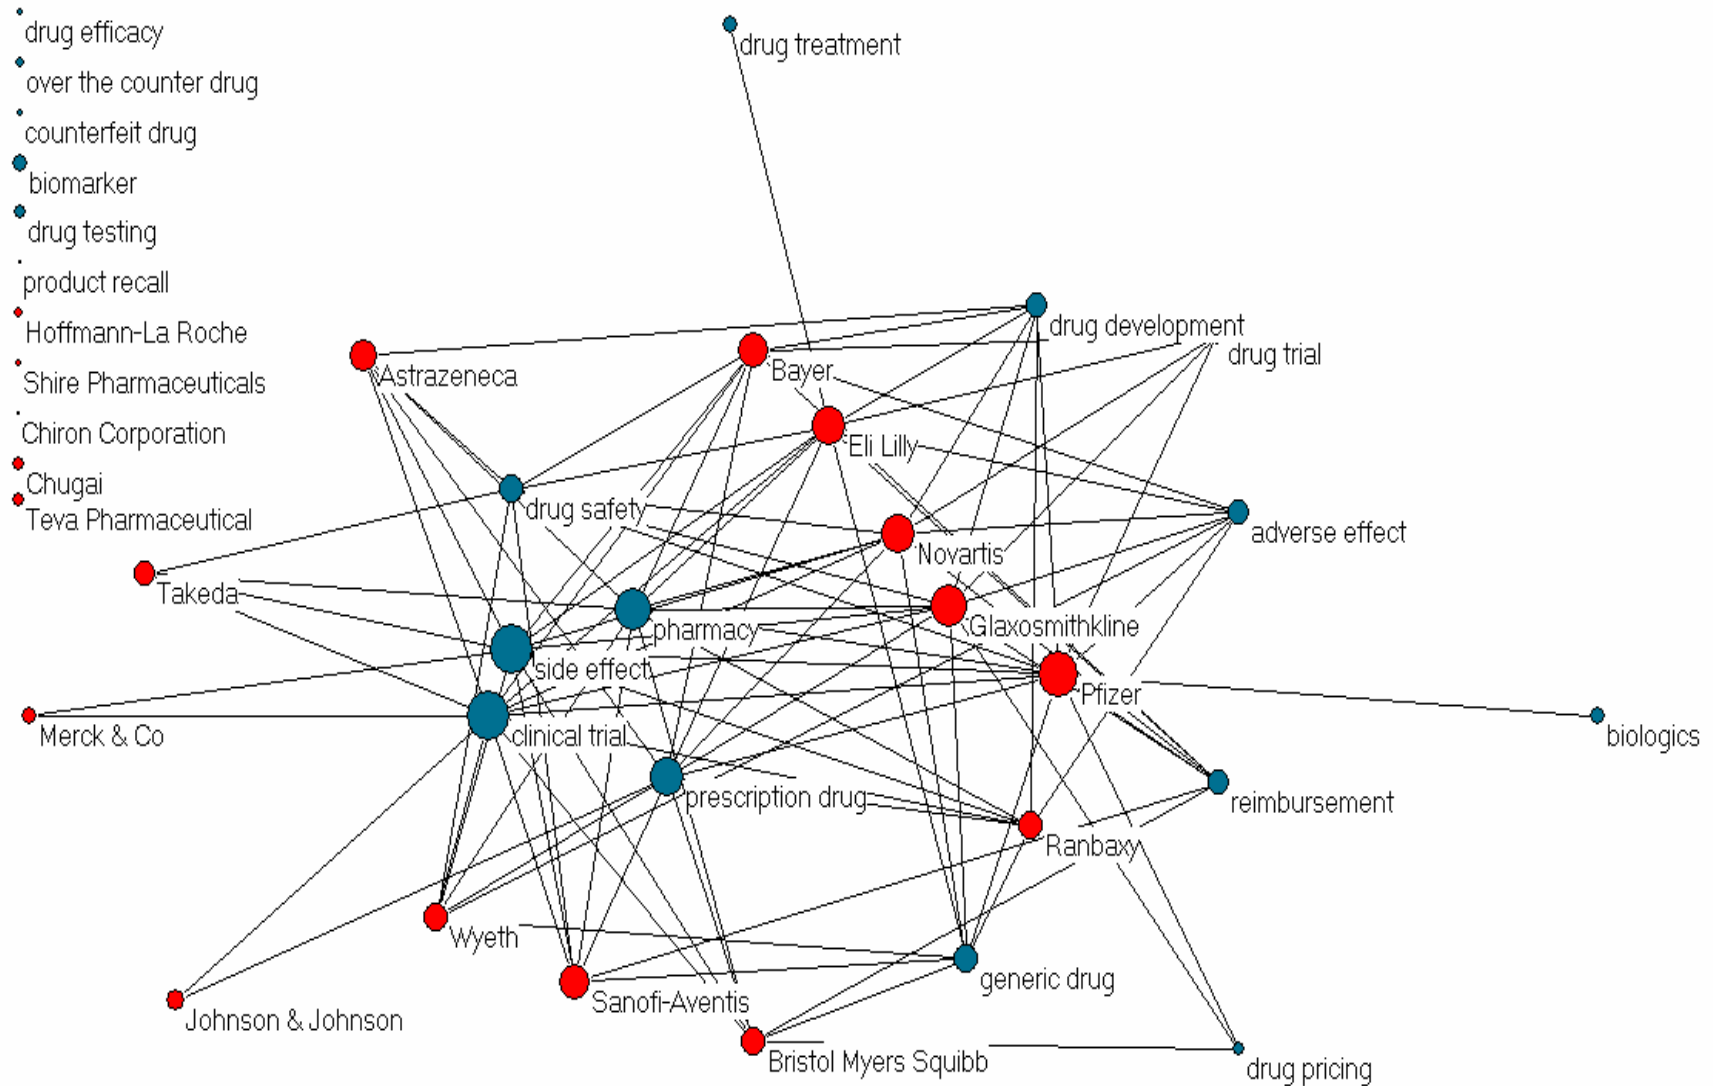 drug efficacy
over the counter drug
counterfeit drug
biomarker
drug testing
product recall
Hoffmann-La Roche
Shire Pharmaceuticals
Chiron Corporation
Chugai
Teva Pharmaceutical
drug treatment
drug development
drug trial
Astrazeneca
Bayer
Eli Lilly
drug safety
Novartis
adverse effect
Takeda
pharmacy
Glaxosmithkline
side effect
Pfizer
Merck & Co
clinical trial
biologics
prescription drug
reimbursement
Ranbaxy
Wyeth
generic drug
Sanofi-Aventis
Johnson & Johnson
Bristol Myers Squibb
drug pricing